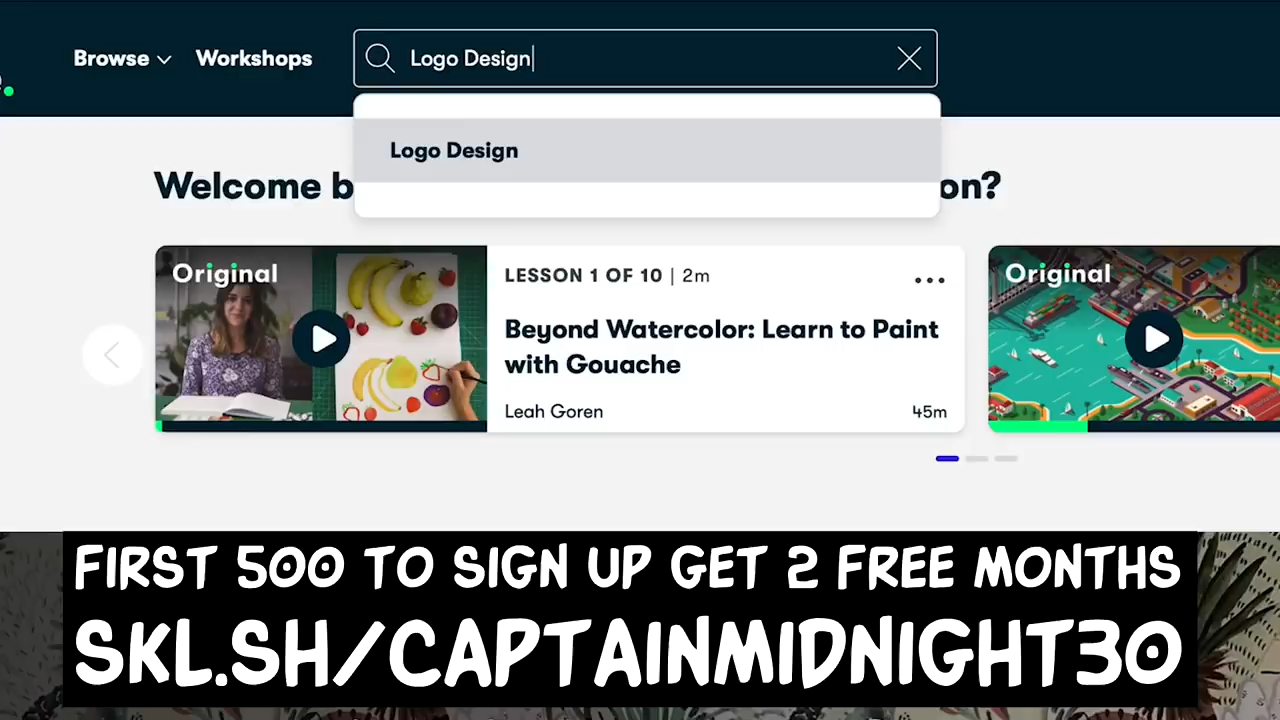 Browse
Workshops
Logo Design
Logo Design
Welcome b
on?
Original
LESSON 1 OF 10 | 2m
Beyond Watercolor: Learn to Paint
with Gouache
Leah Goren
45m
Original
FIRST 500 TO SIGN UP GET 2 FREE MONTHS
SKL.SH/CAPTAINMIDNIGHT30